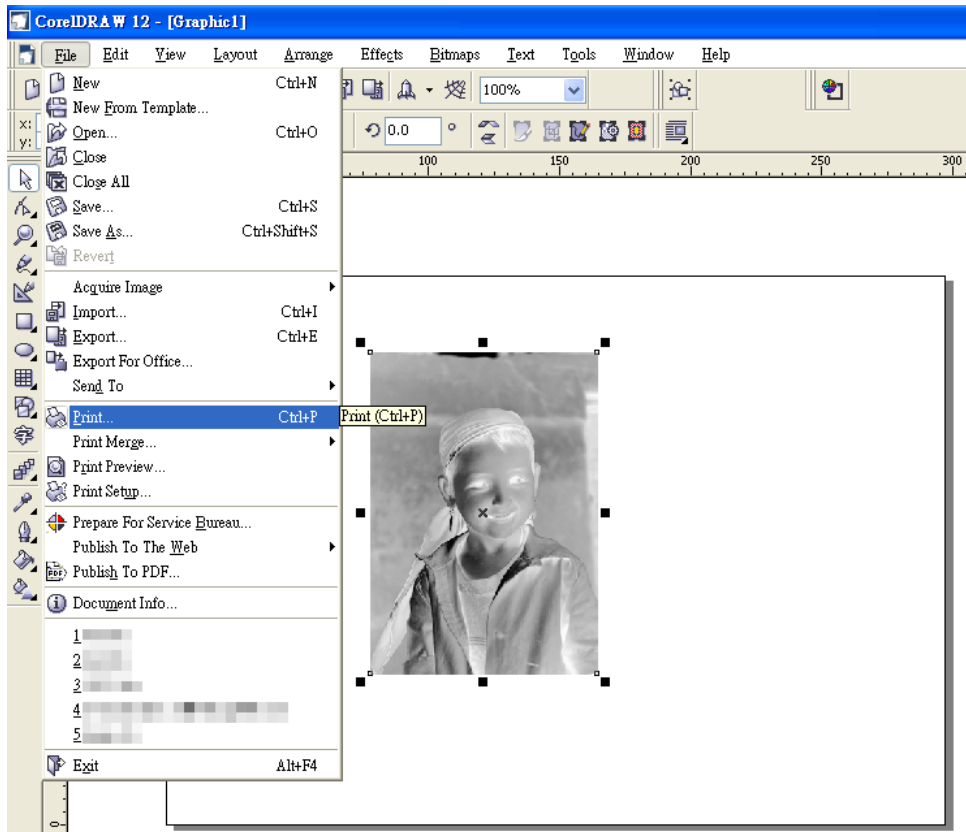 CorelDRAW 12 - [Graphic1]
File Edit View Layout Arrange Effects Bitmaps Text Tools Window Help
New Ctrl+N
100%
New From Template...
x:
y:
Open... Ctrl+O
0.0 °
Close
100 150 200 250 300
Close All
Save... Ctrl+S
Save As... Ctrl+Shift+S
Revert
Acquire Image
Import... Ctrl+I
Export... Ctrl+E
Export For Office...
Send To
Print... Ctrl+P
Print (Ctrl+P)
字
Print Merge...
Print Preview...
Print Setup...
Prepare For Service Bureau...
Publish To The Web
PDF
Publish To PDF...
Document Info...
1
2
3
4
5
Exit Alt+F4
0